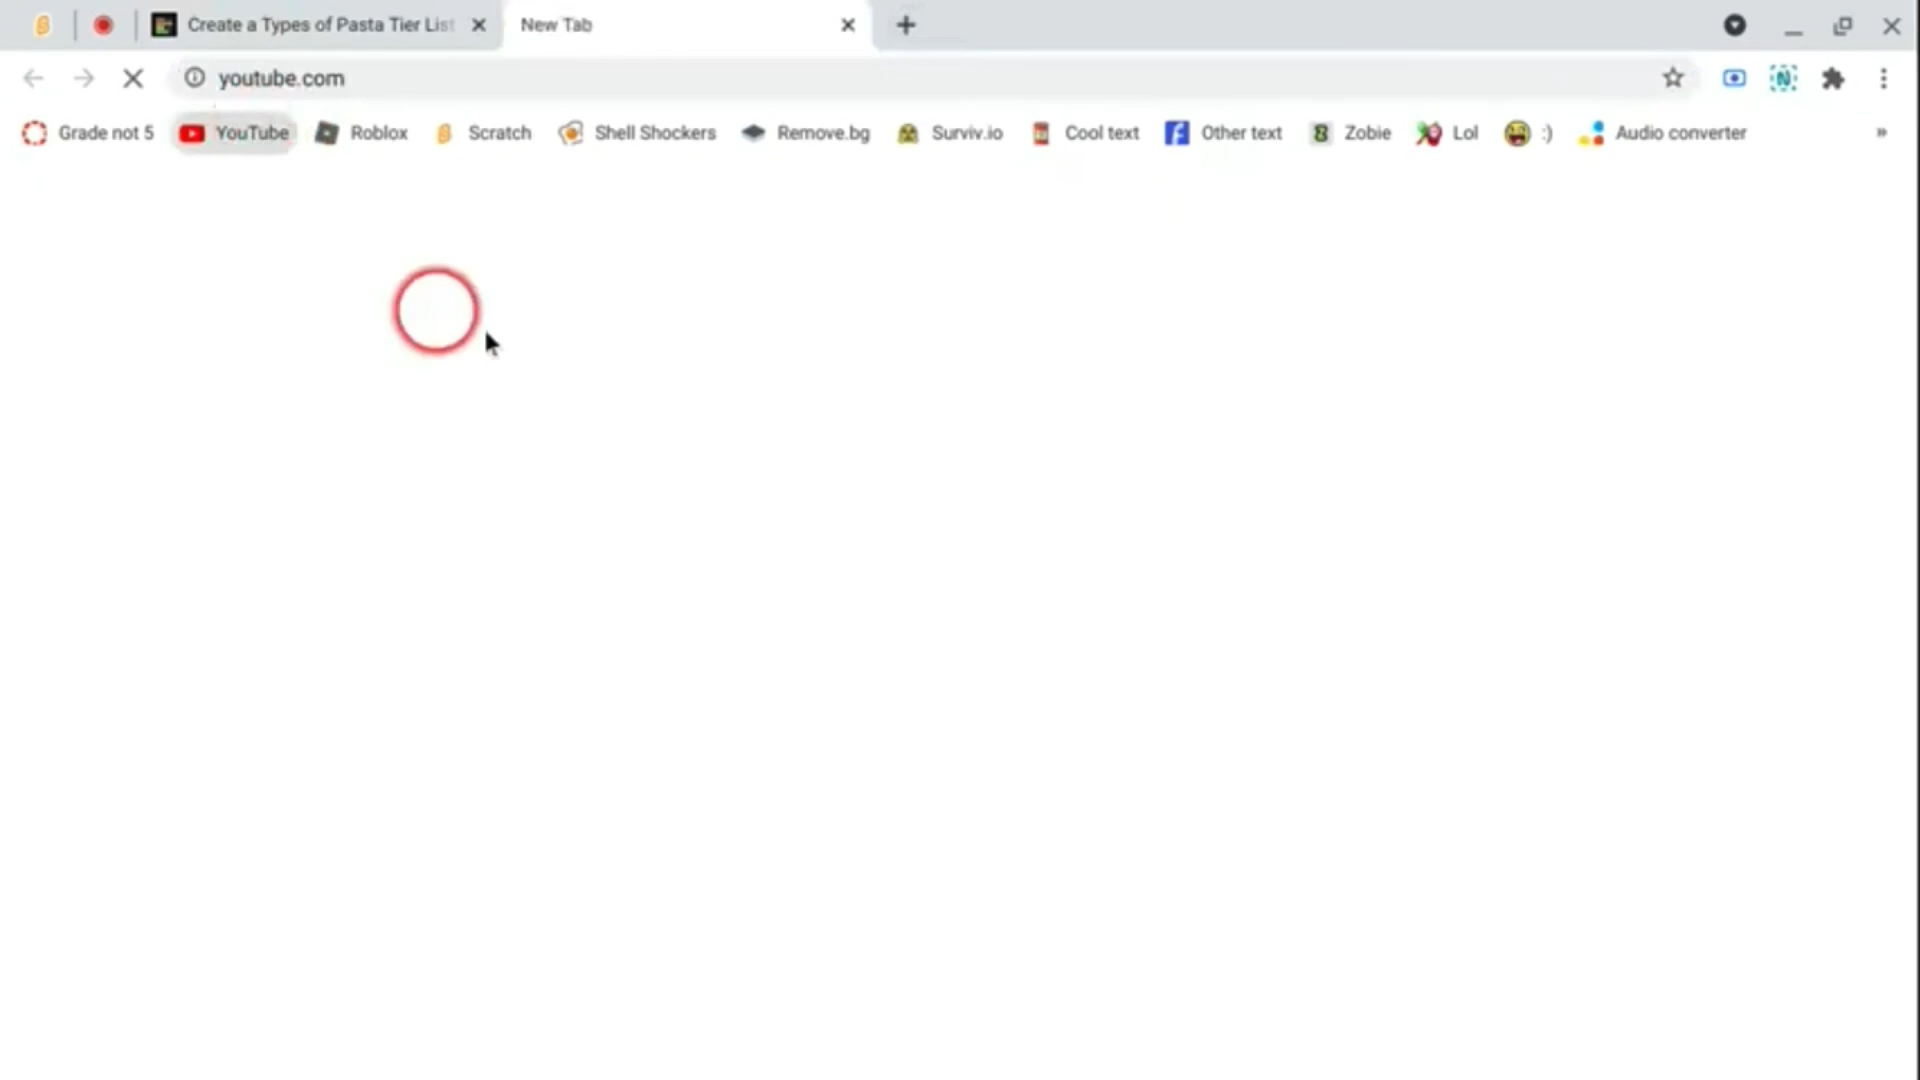 Create a Types of Pasta Tier List
New Tab
youtube.com
Grade not 5 YouTube Roblox Scratch Shell Shockers Remove.bg Surviv.io Cool text Other text Zobie Lol :) Audio converter »